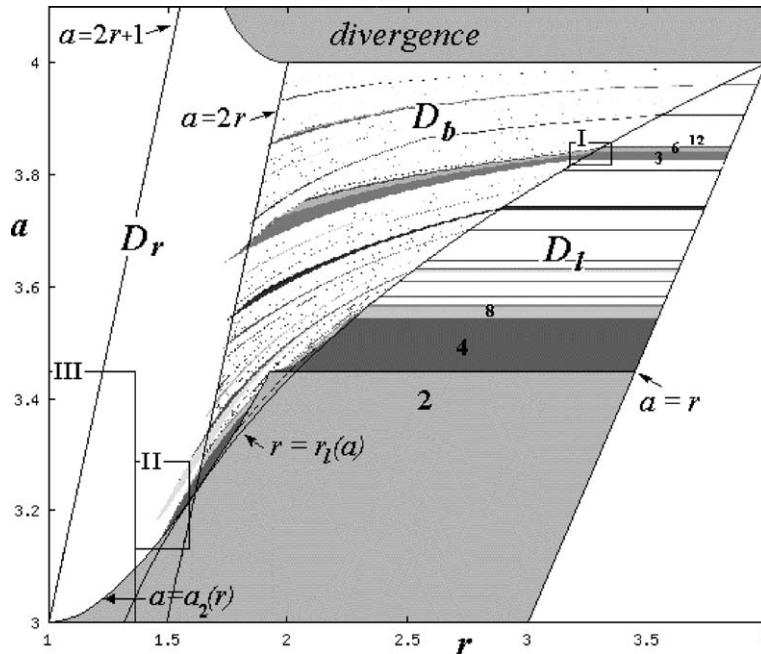 a=2r+1
divergence
4
a=2r
D_b
I
12
6
3
3.8
a
D_r
D_l
3.6
8
4
III
3.4
2
a = r
r = r_l(a)
II
3.2
a=a_2(r)
3
1
1.5
2
2.5
r
3
3.5